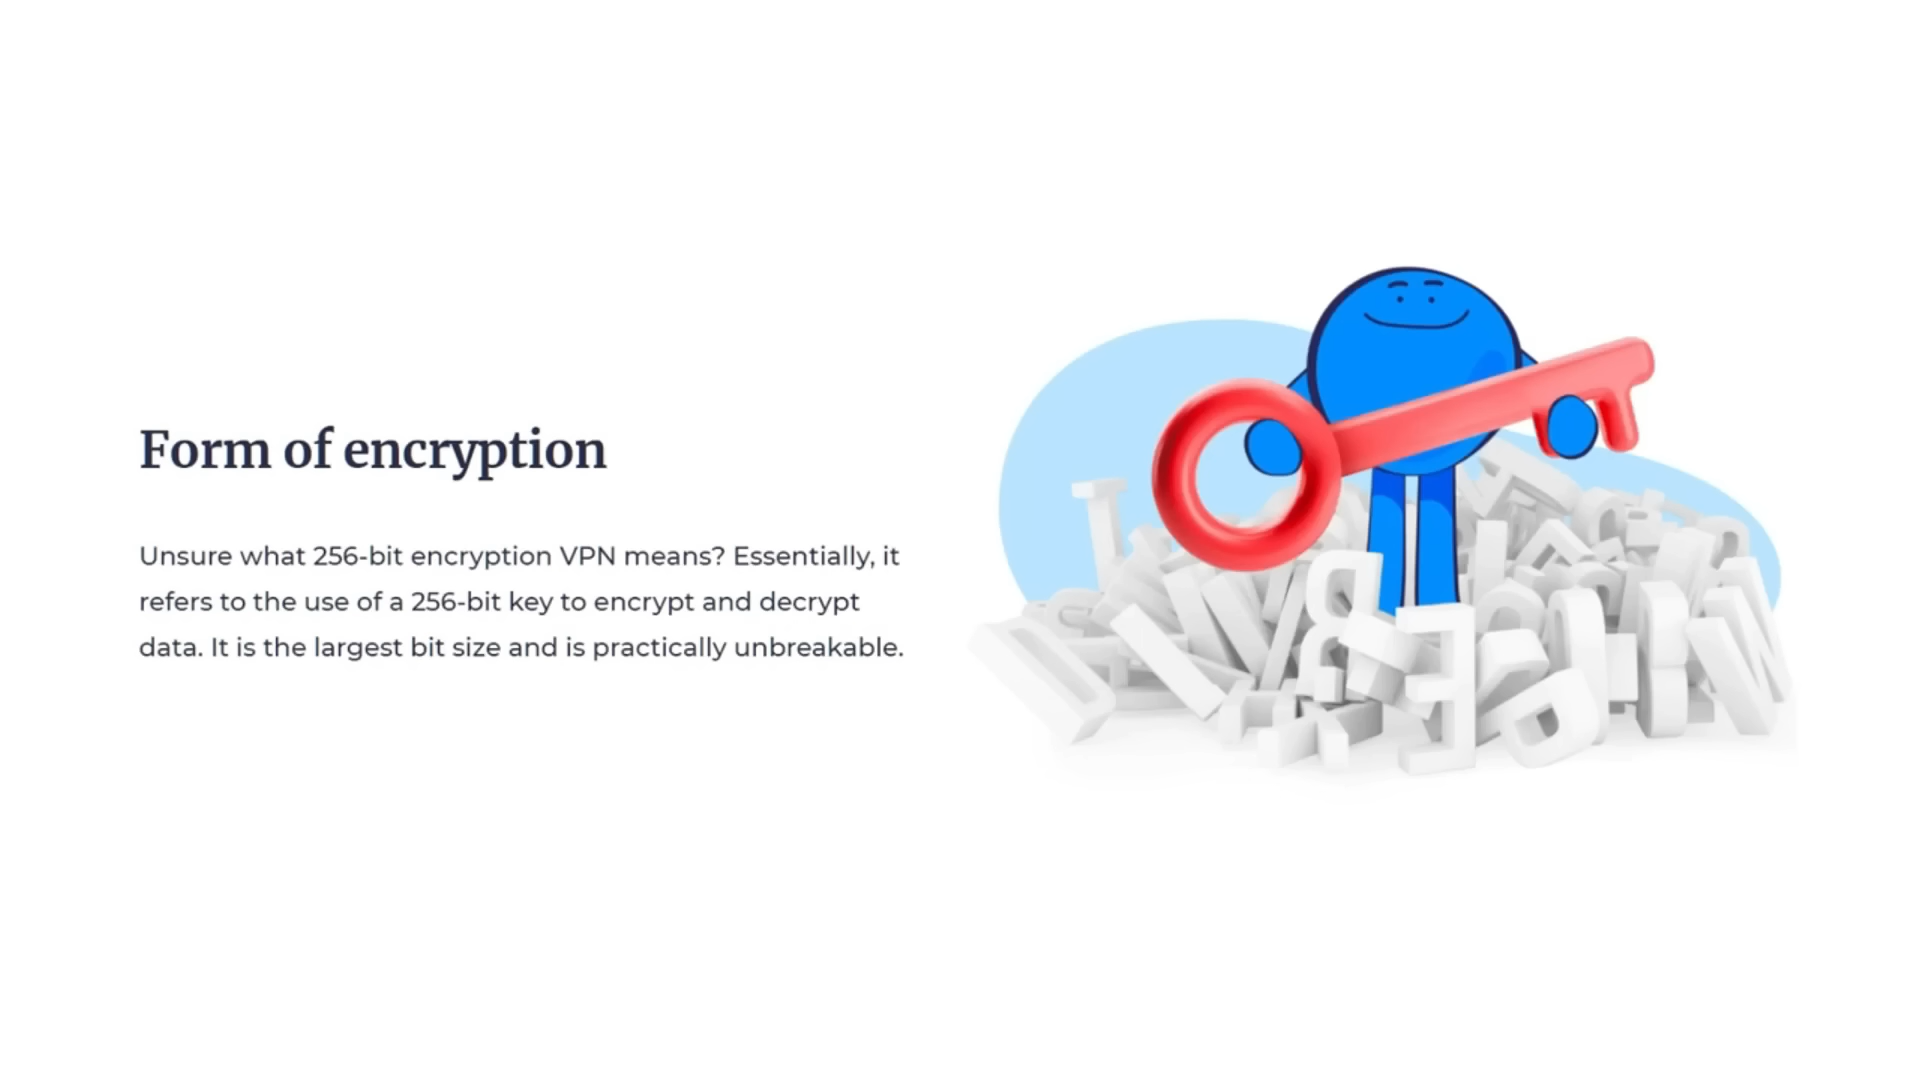 Form of encryption
Unsure what 256-bit encryption VPN means? Essentially, it
refers to the use of a 256-bit key to encrypt and decrypt
data. It is the largest bit size and is practically unbreakable.